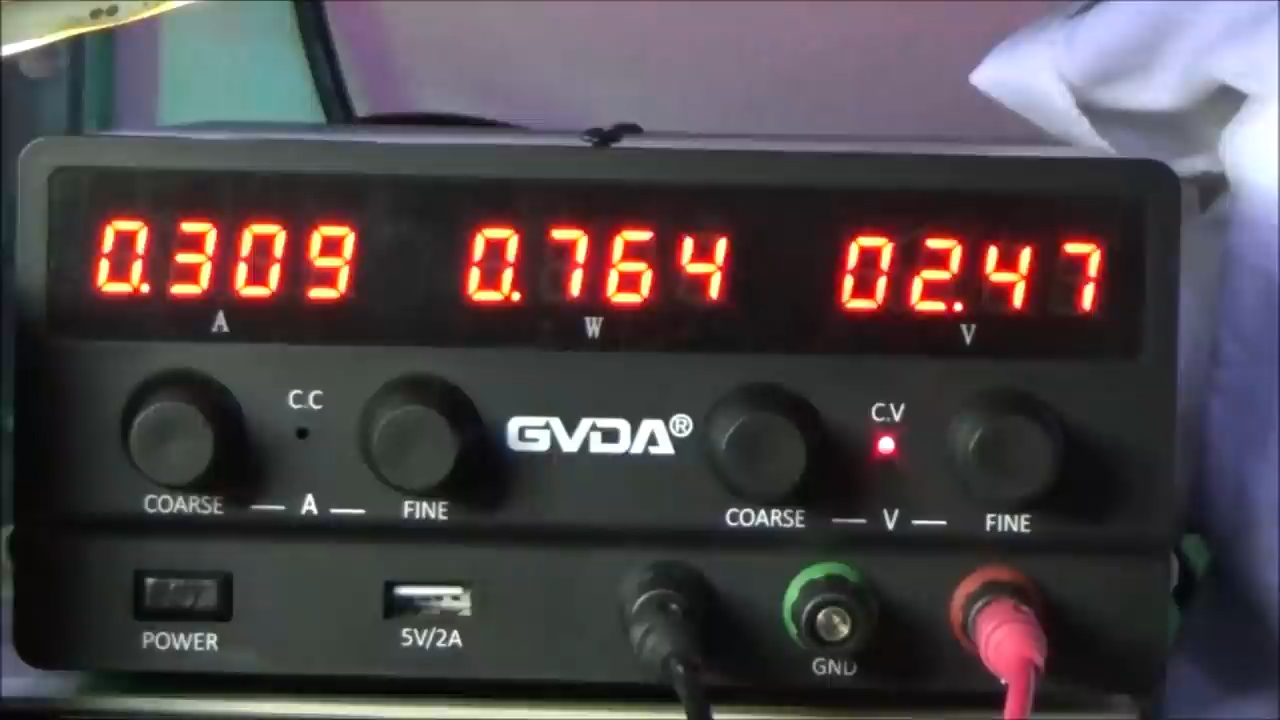 0.309 0.764 02.47
A W V
C.C GVDA® C.V
COARSE — A — FINE COARSE — V — FINE
POWER 5V/2A GND